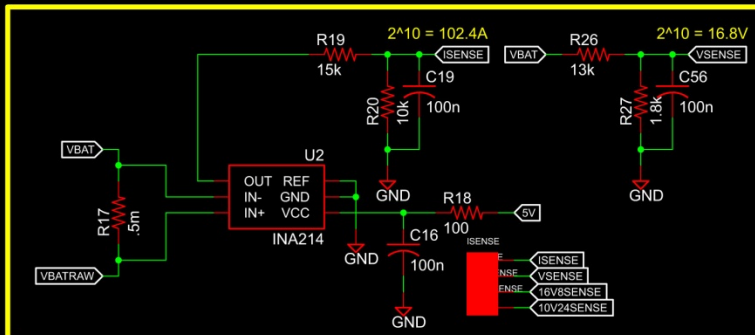 2^10 = 102.4A
2^10 = 16.8V
R19
15k
ISENSE
R20
10k
C19
100n
GND
VBAT
R26
13k
VSENSE
R27
1.8k
C56
100n
GND
VBAT
R17
.5m
VBATRAW
U2
OUT REF
IN- GND
IN+ VCC
INA214
GND
R18
100
5V
C16
100n
GND
ISENSE
ISENSE
VSENSE
16V8SENSE
10V24SENSE